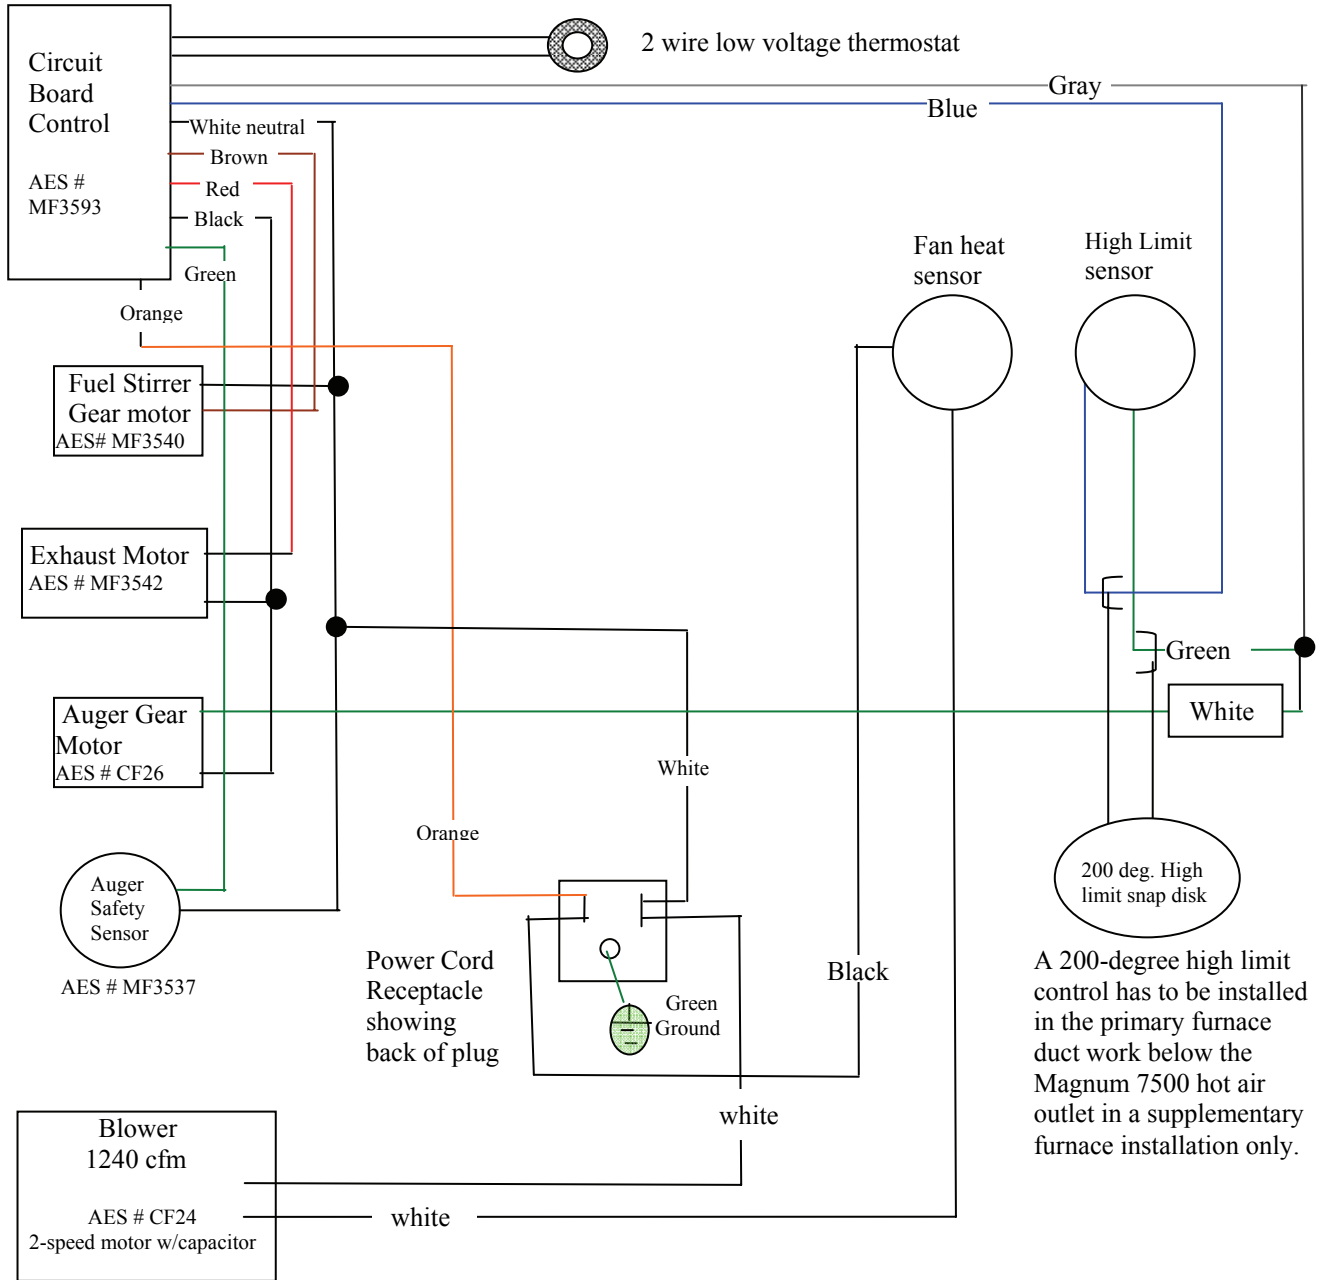 2 wire low voltage thermostat
Circuit
Board
Control
AES #
MF3593
Gray
Blue
White neutral
Brown
Red
Black
Green
Orange
Fan heat
sensor
High Limit
sensor
Fuel Stirrer
Gear motor
AES# MF3540
Exhaust Motor
AES # MF3542
Green
Auger Gear
Motor
AES # CF26
White
White
Orange
Auger
Safety
Sensor
AES # MF3537
200 deg. High
limit snap disk
Power Cord
Receptacle
showing
back of plug
Green
Ground
Black
A 200-degree high limit
control has to be installed
in the primary furnace
duct work below the
Magnum 7500 hot air
outlet in a supplementary
furnace installation only.
white
Blower
1240 cfm
AES # CF24
2-speed motor w/capacitor
white